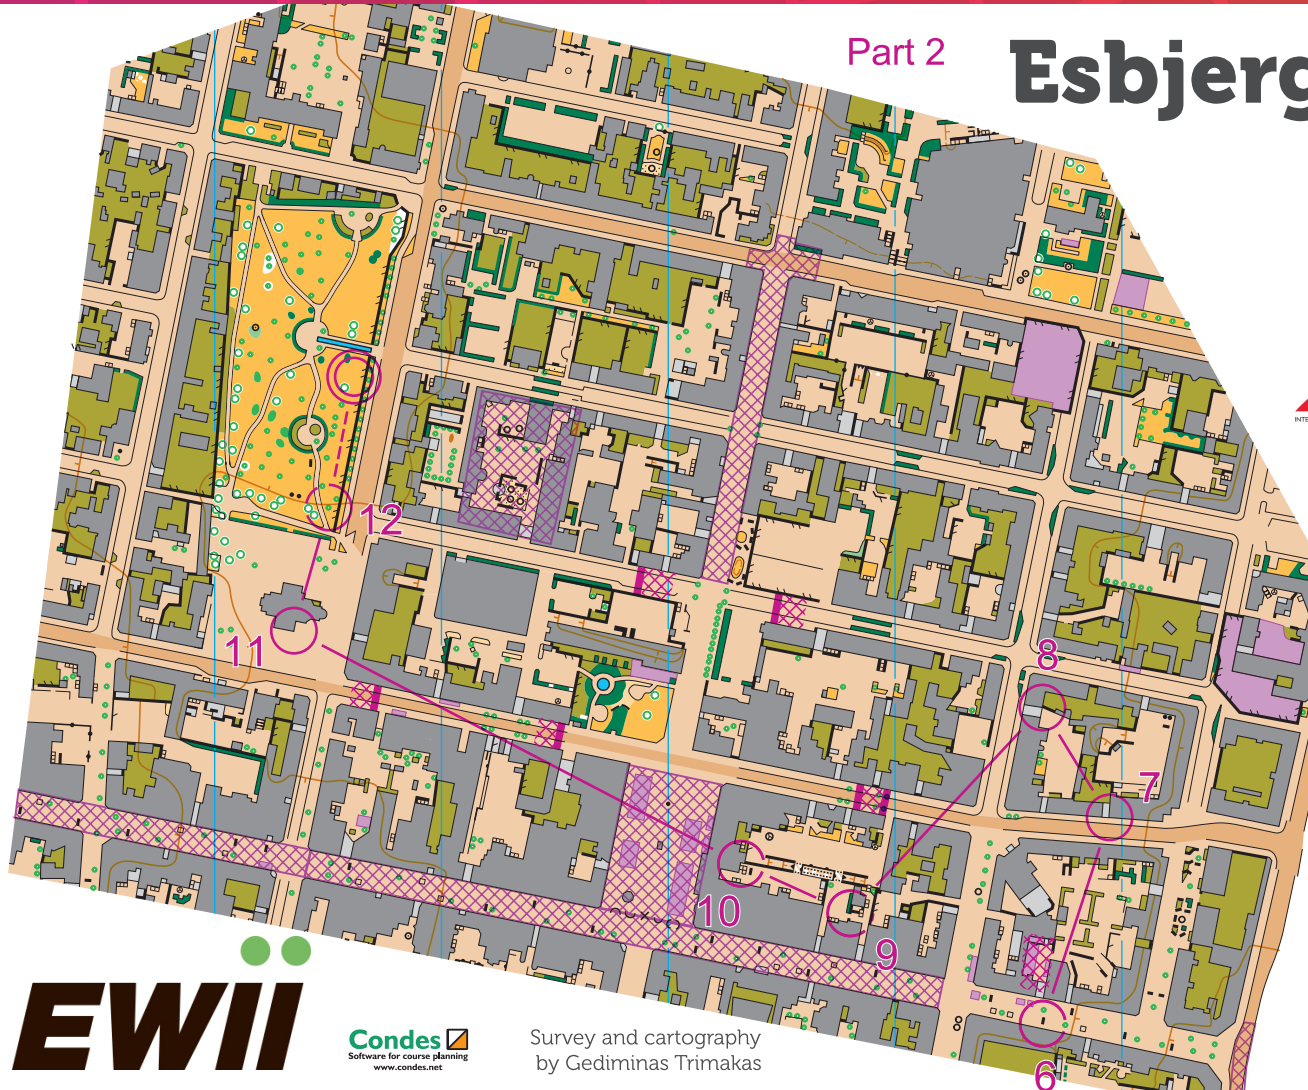 Part 2
Esbjerg
12
11
8
7
10
9
6
EWII
Condes
Software for course planning
www.condes.net
Survey and cartography
by Gediminas Trimakas